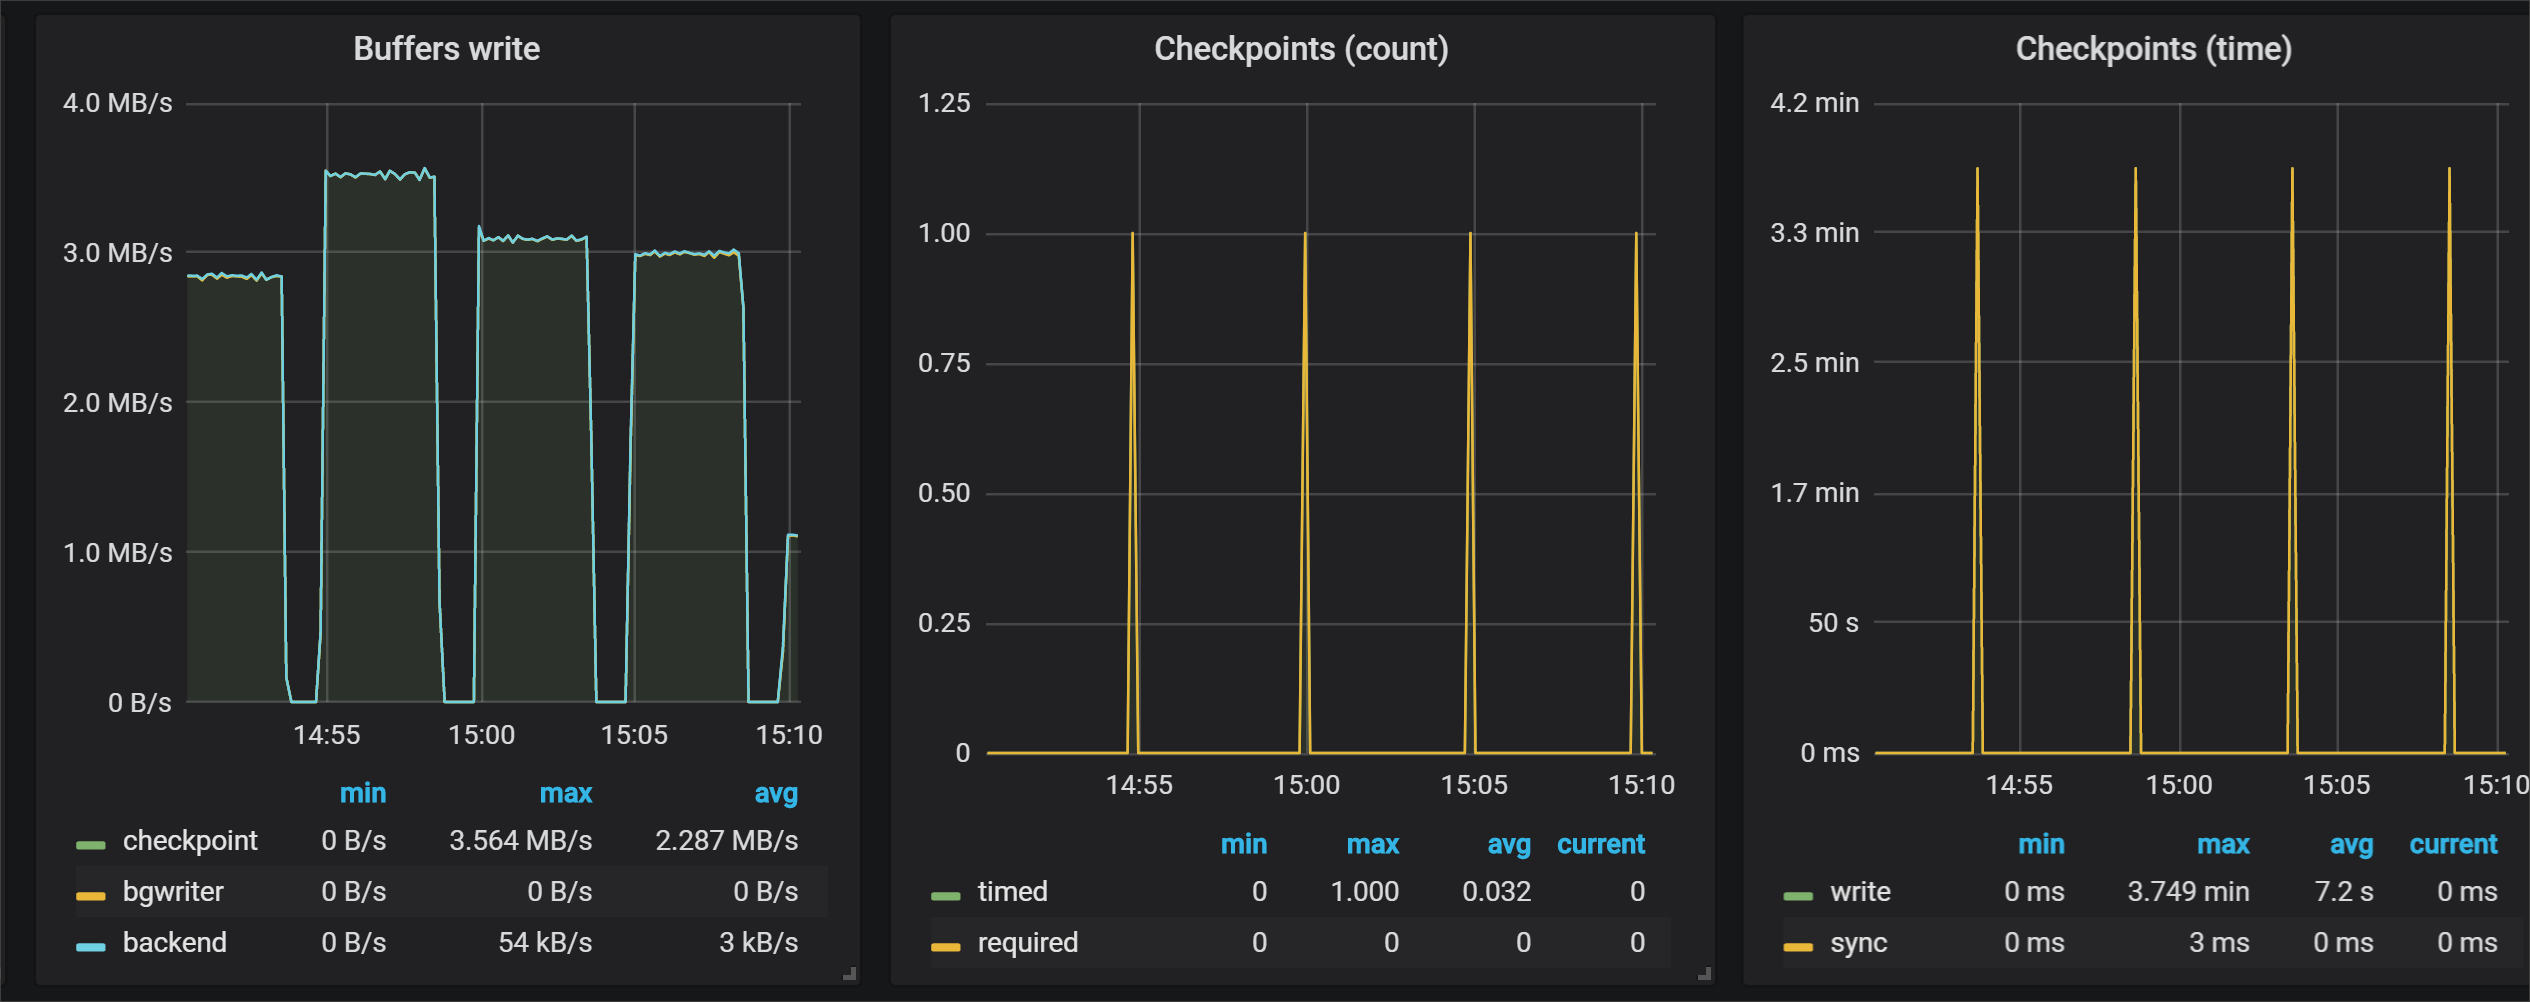 Buffers write
4.0 MB/s
3.0 MB/s
2.0 MB/s
1.0 MB/s
0 B/s
14:55 15:00 15:05 15:10
min max avg
checkpoint 0 B/s 3.564 MB/s 2.287 MB/s
bgwriter 0 B/s 0 B/s 0 B/s
backend 0 B/s 54 kB/s 3 kB/s
Checkpoints (count)
1.25
1.00
0.75
0.50
0.25
0
14:55 15:00 15:05 15:10
min max avg current
timed 0 1.000 0.032 0
required 0 0 0 0
Checkpoints (time)
4.2 min
3.3 min
2.5 min
1.7 min
50 s
0 ms
14:55 15:00 15:05 15:10
min max avg current
write 0 ms 3.749 min 7.2 s 0 ms
sync 0 ms 3 ms 0 ms 0 ms